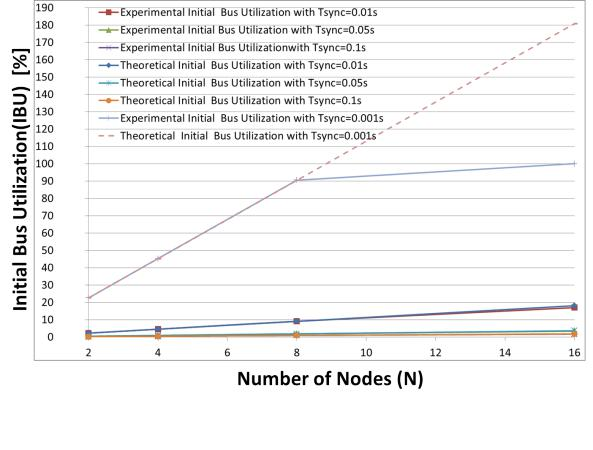 190
180
170
160
150
140
130
120
110
100
90
80
70
60
50
40
30
20
10
0
Initial Bus Utilization(IBU) [%]
Experimental Initial Bus Utilization with Tsync=0.01s
Experimental Initial Bus Utilization with Tsync=0.05s
Experimental Initial Bus Utilizationwith Tsync=0.1s
Theoretical Initial Bus Utilization with Tsync=0.01s
Theoretical Initial Bus Utilization with Tsync=0.05s
Theoretical Initial Bus Utilization with Tsync=0.1s
Experimental Initial Bus Utilization with Tsync=0.001s
Theoretical Initial Bus Utilization with Tsync=0.001s
2 4 6 8 10 12 14 16
Number of Nodes (N)